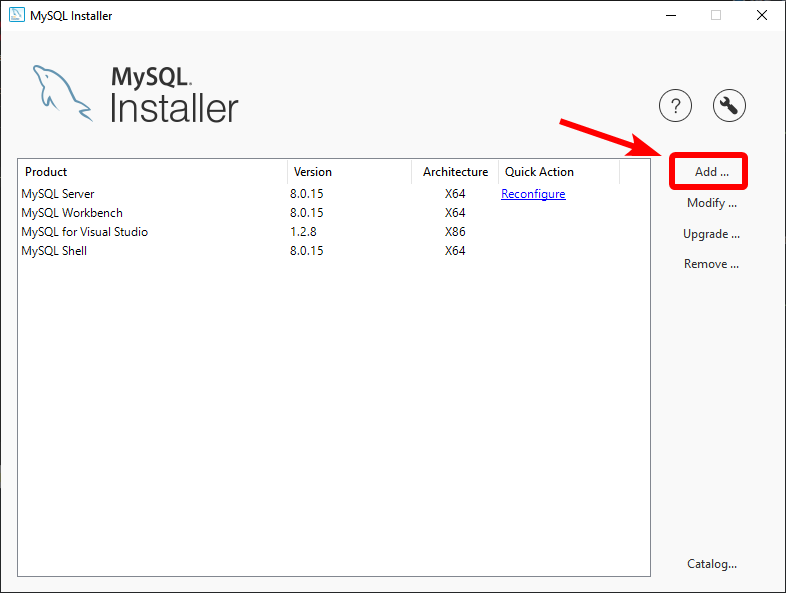 MySQL Installer
MySQL.
Installer
?
Product Version Architecture Quick Action
MySQL Server 8.0.15 X64 Reconfigure
MySQL Workbench 8.0.15 X64
MySQL for Visual Studio 1.2.8 X86
MySQL Shell 8.0.15 X64
Add ...
Modify ...
Upgrade ...
Remove ...
Catalog...